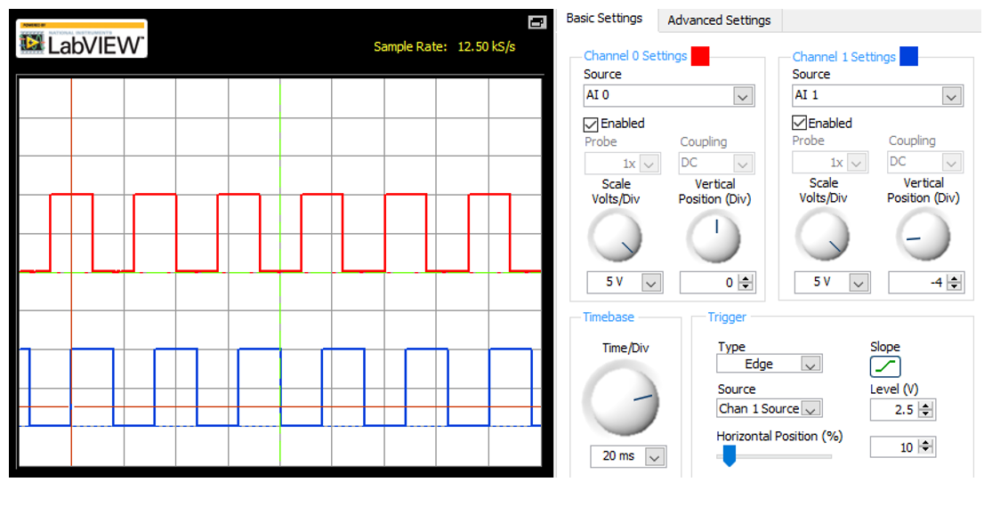 POWERED BY
NATIONAL INSTRUMENTS
LabVIEW™
Sample Rate: 12.50 kS/s
Basic Settings
Advanced Settings
Channel 0 Settings
Source
AI 0
Enabled
Probe
Coupling
1x
DC
Scale
Volts/Div
Vertical
Position (Div)
5 V
0
Channel 1 Settings
Source
AI 1
Enabled
Probe
Coupling
1x
DC
Scale
Volts/Div
Vertical
Position (Div)
5 V
-4
Timebase
Time/Div
20 ms
Trigger
Type
Edge
Slope
Source
Chan 1 Source
Level (V)
2.5
Horizontal Position (%)
10